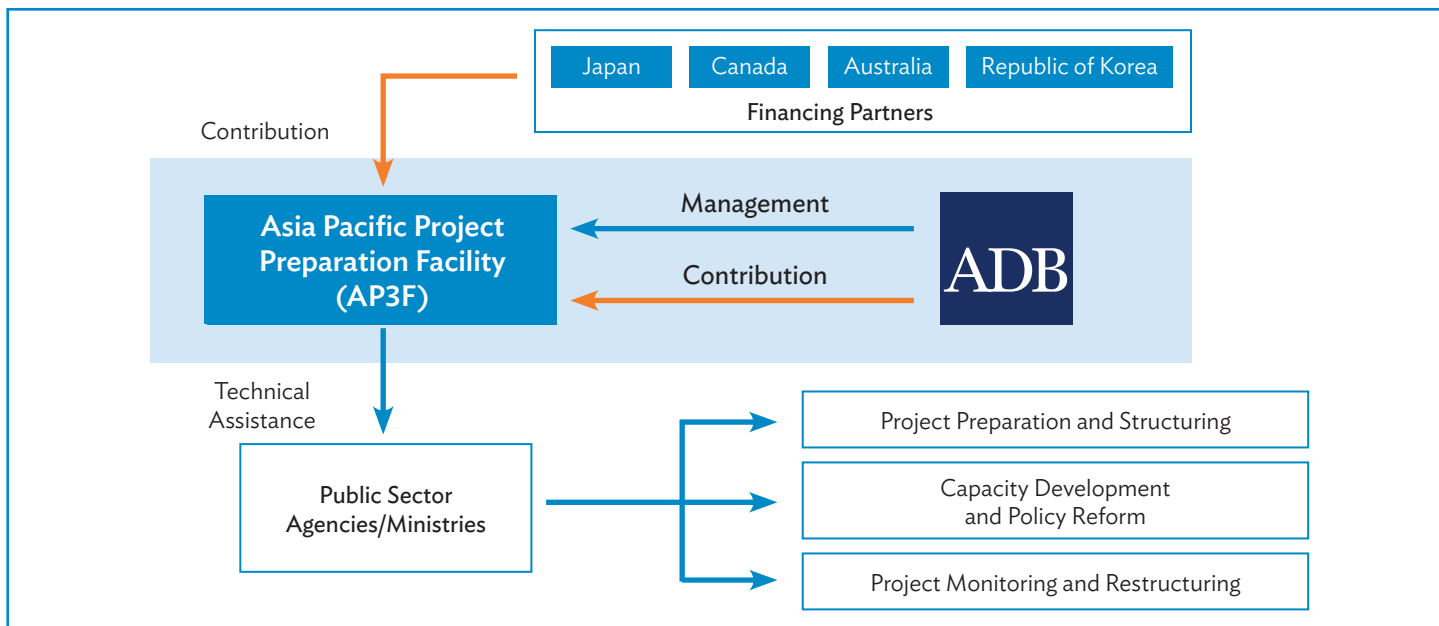 Japan
Canada
Australia
Republic of Korea
Financing Partners
Contribution
Asia Pacific Project
Preparation Facility
(AP3F)
Management
Contribution
ADB
Technical
Assistance
Public Sector
Agencies/Ministries
Project Preparation and Structuring
Capacity Development
and Policy Reform
Project Monitoring and Restructuring